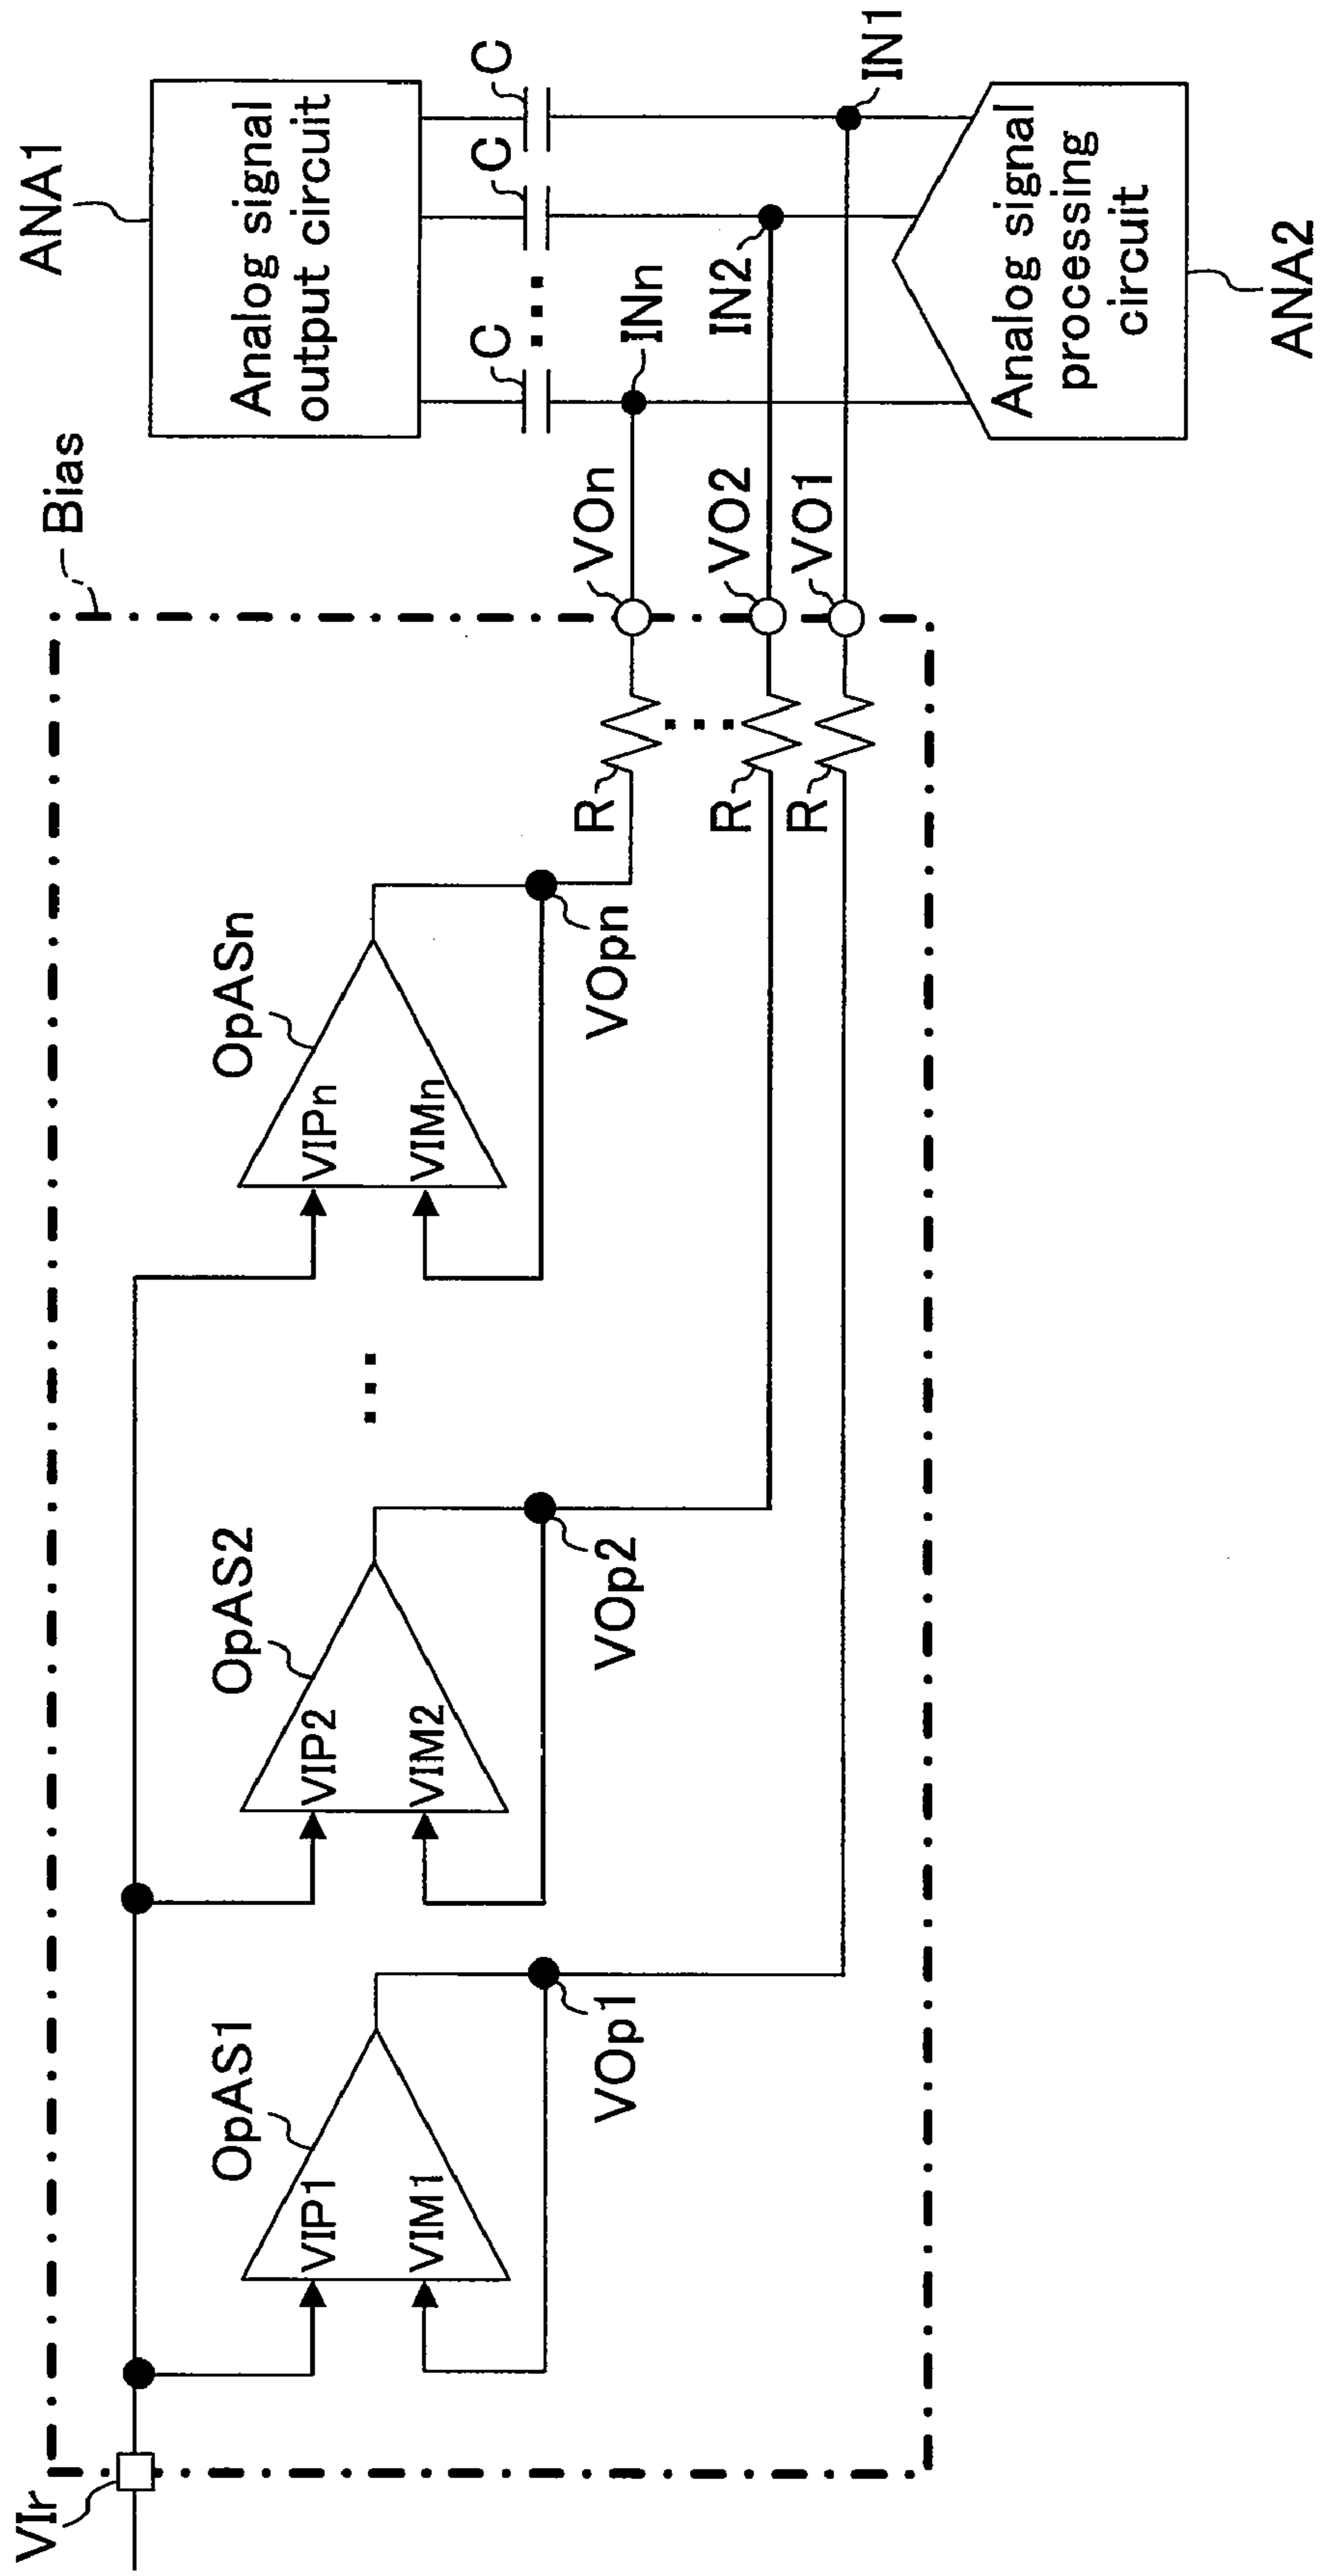 ANA1
Analog signal
output circuit
Bias
C
C
C
INn
IN2
IN1
VOn
VO2
VO1
R
R
R
Analog signal
processing
circuit
ANA2
OpASn
VIPn
VIMn
VOpn
OpAS2
VIP2
VIM2
VOp2
OpAS1
VIP1
VIM1
VOp1
VIr